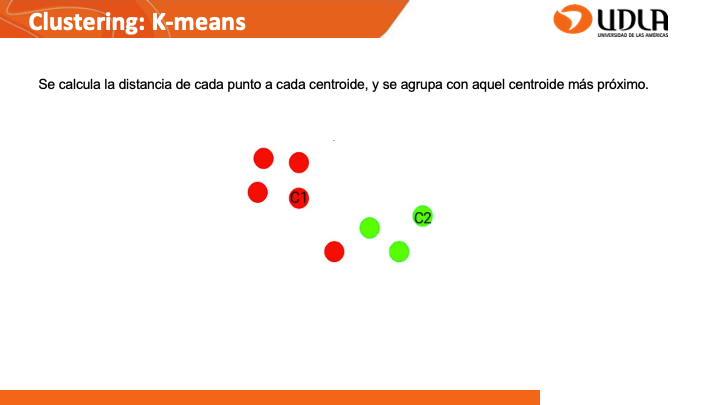 Clustering: K-means
UDLA
UNIVERSIDAD DE LAS AMÉRICAS
Se calcula la distancia de cada punto a cada centroide, y se agrupa con aquel centroide más próximo.
C1
C2